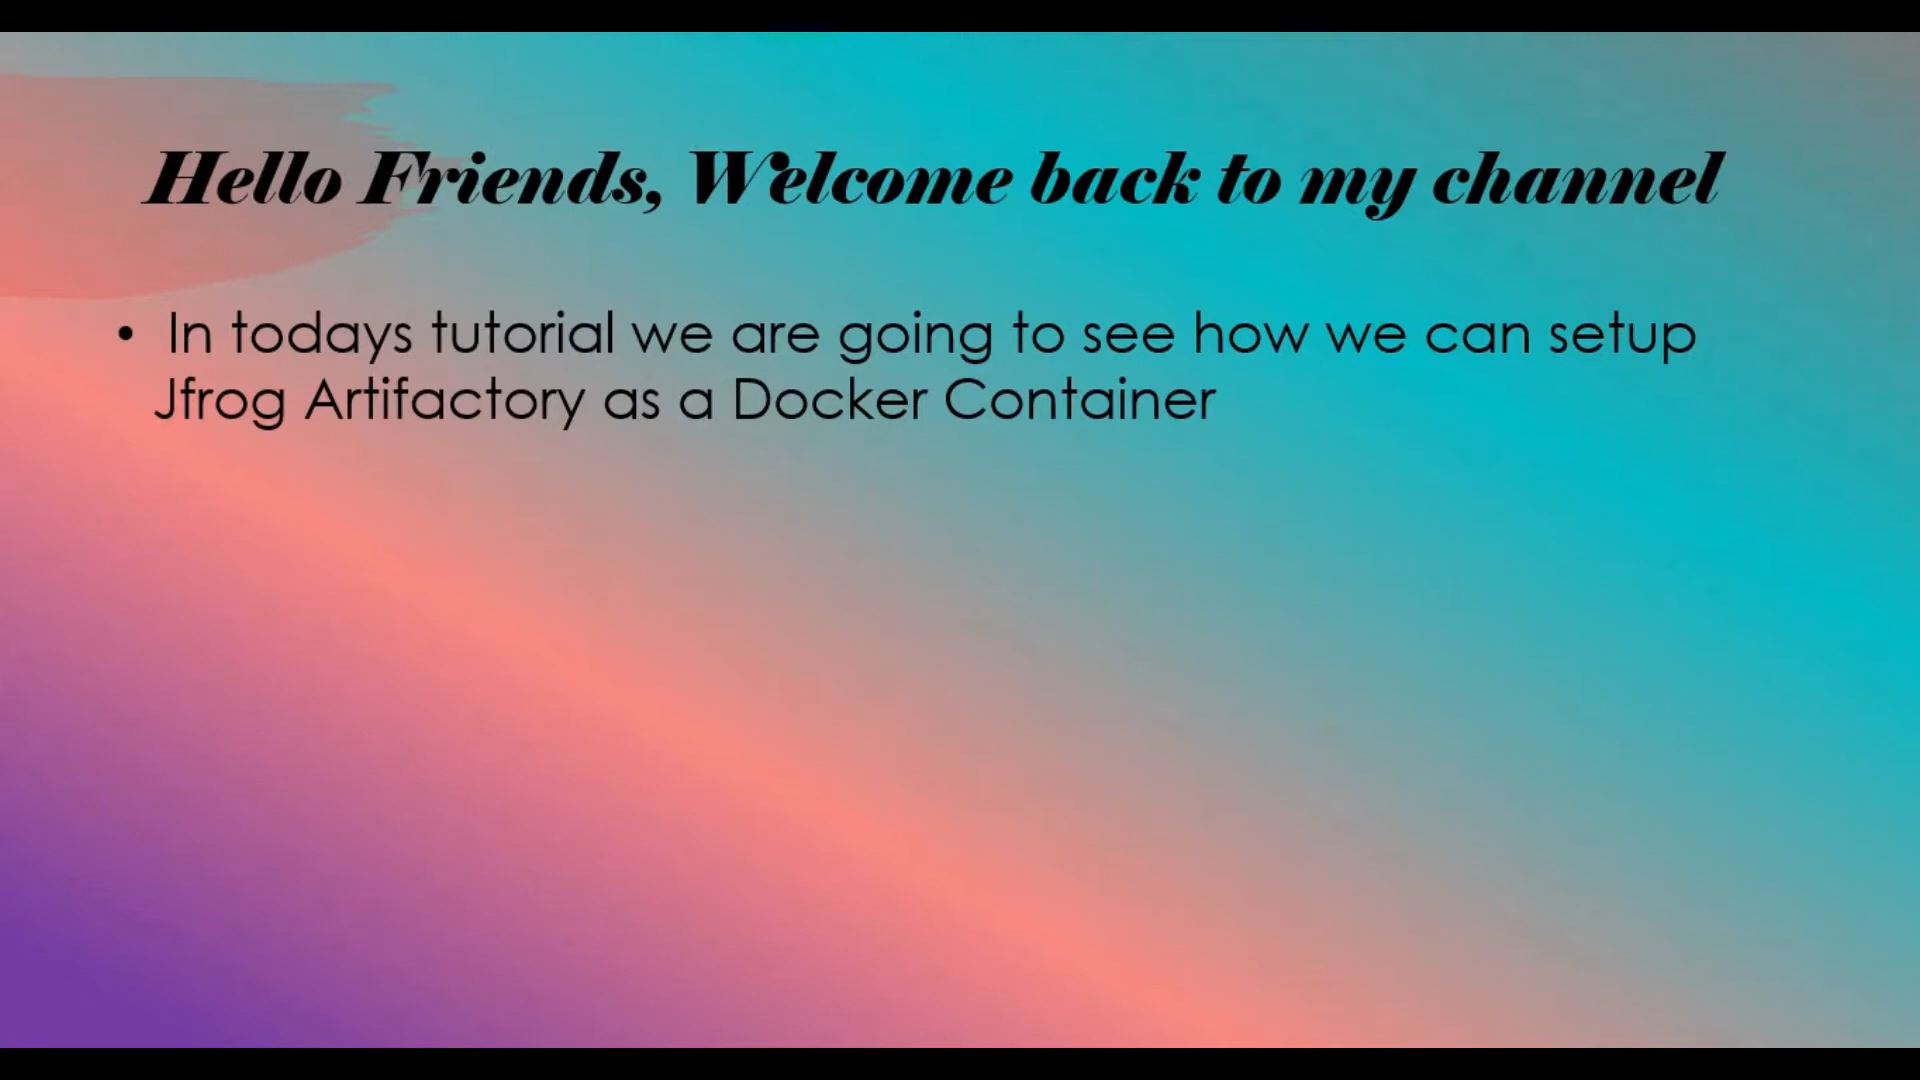 Hello Friends, Welcome back to my channel
• In todays tutorial we are going to see how we can setup
Jfrog Artifactory as a Docker Container